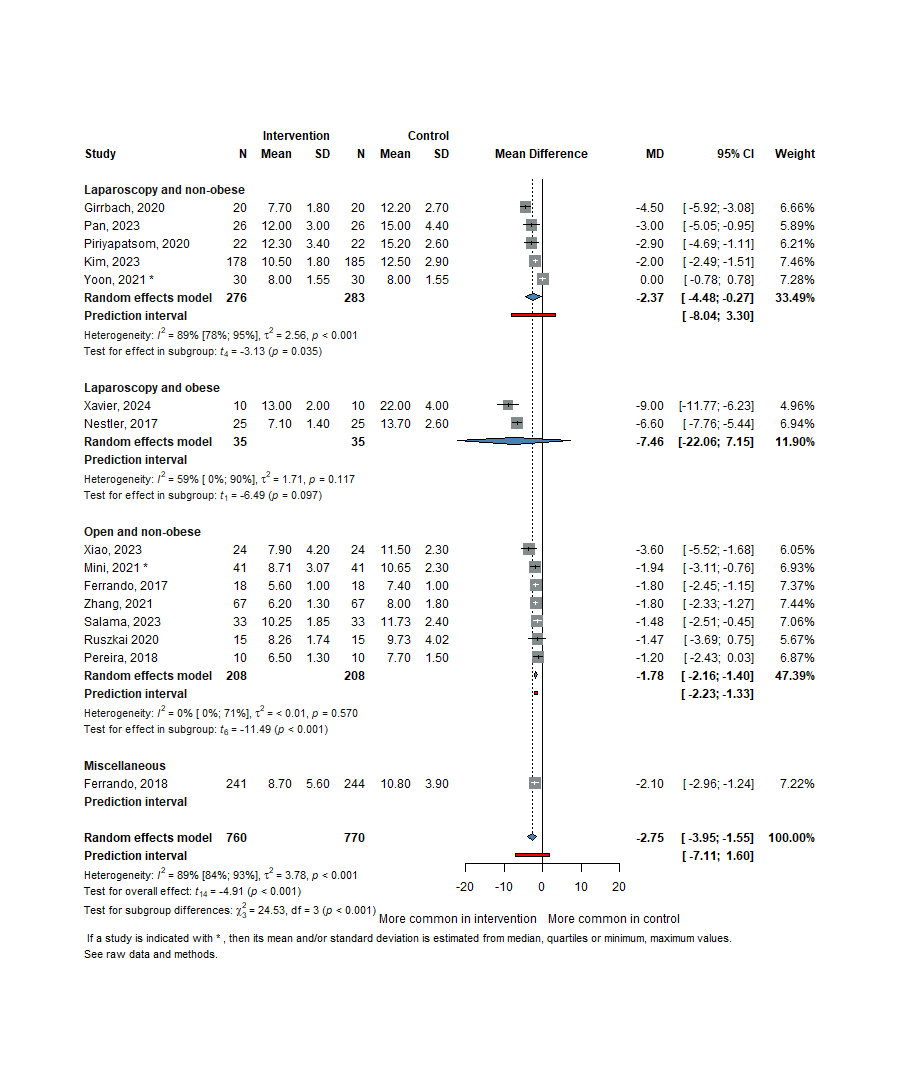 Intervention Control
Study N Mean SD N Mean SD Mean Difference MD 95% CI Weight
Laparoscopy and non-obese
Girrbach, 2020 20 7.70 1.80 20 12.20 2.70 -4.50 [ -5.92; -3.08] 6.66%
Pan, 2023 26 12.00 3.00 26 15.00 4.40 -3.00 [ -5.05; -0.95] 5.89%
Piriyapatsom, 2020 22 12.30 3.40 22 15.20 2.60 -2.90 [ -4.69; -1.11] 6.21%
Kim, 2023 178 10.50 1.80 185 12.50 2.90 -2.00 [ -2.49; -1.51] 7.46%
Yoon, 2021 * 30 8.00 1.55 30 8.00 1.55 0.00 [ -0.78; 0.78] 7.28%
Random effects model 276 283 -2.37 [ -4.48; -0.27] 33.49%
Prediction interval [ -8.04; 3.30]
Heterogeneity: I² = 89% [78%; 95%], τ² = 2.56, p < 0.001
Test for effect in subgroup: t₄ = -3.13 (p = 0.035)
Laparoscopy and obese
Xavier, 2024 10 13.00 2.00 10 22.00 4.00 -9.00 [-11.77; -6.23] 4.96%
Nestler, 2017 25 7.10 1.40 25 13.70 2.60 -6.60 [ -7.76; -5.44] 6.94%
Random effects model 35 35 -7.46 [-22.06; 7.15] 11.90%
Prediction interval
Heterogeneity: I² = 59% [ 0%; 90%], τ² = 1.71, p = 0.117
Test for effect in subgroup: t₁ = -6.49 (p = 0.097)
Open and non-obese
Xiao, 2023 24 7.90 4.20 24 11.50 2.30 -3.60 [ -5.52; -1.68] 6.05%
Mini, 2021 * 41 8.71 3.07 41 10.65 2.30 -1.94 [ -3.11; -0.76] 6.93%
Ferrando, 2017 18 5.60 1.00 18 7.40 1.00 -1.80 [ -2.45; -1.15] 7.37%
Zhang, 2021 67 6.20 1.30 67 8.00 1.80 -1.80 [ -2.33; -1.27] 7.44%
Salama, 2023 33 10.25 1.85 33 11.73 2.40 -1.48 [ -2.51; -0.45] 7.06%
Ruszkai 2020 15 8.26 1.74 15 9.73 4.02 -1.47 [ -3.69; 0.75] 5.67%
Pereira, 2018 10 6.50 1.30 10 7.70 1.50 -1.20 [ -2.43; 0.03] 6.87%
Random effects model 208 208 -1.78 [ -2.16; -1.40] 47.39%
Prediction interval [ -2.23; -1.33]
Heterogeneity: I² = 0% [ 0%; 71%], τ² = < 0.01, p = 0.570
Test for effect in subgroup: t₆ = -11.49 (p < 0.001)
Miscellaneous
Ferrando, 2018 241 8.70 5.60 244 10.80 3.90 -2.10 [ -2.96; -1.24] 7.22%
Prediction interval
Random effects model 760 770 -2.75 [ -3.95; -1.55] 100.00%
Prediction interval [ -7.11; 1.60]
Heterogeneity: I² = 89% [84%; 93%], τ² = 3.78, p < 0.001
Test for overall effect: t₁₄ = -4.91 (p < 0.001)
-20 -10 0 10 20
Test for subgroup differences: χ²₃ = 24.53, df = 3 (p < 0.001)
More common in intervention More common in control
If a study is indicated with * , then its mean and/or standard deviation is estimated from median, quartiles or minimum, maximum values.
See raw data and methods.